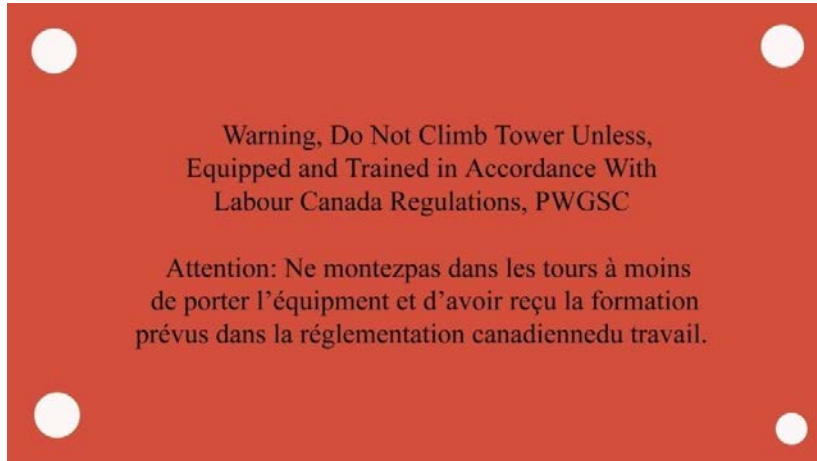 Warning, Do Not Climb Tower Unless,
Equipped and Trained in Accordance With
Labour Canada Regulations, PWGSC
Attention: Ne montezpas dans les tours à moins
de porter l’équipment et d’avoir reçu la formation
prévus dans la réglementation canadiennedu travail.